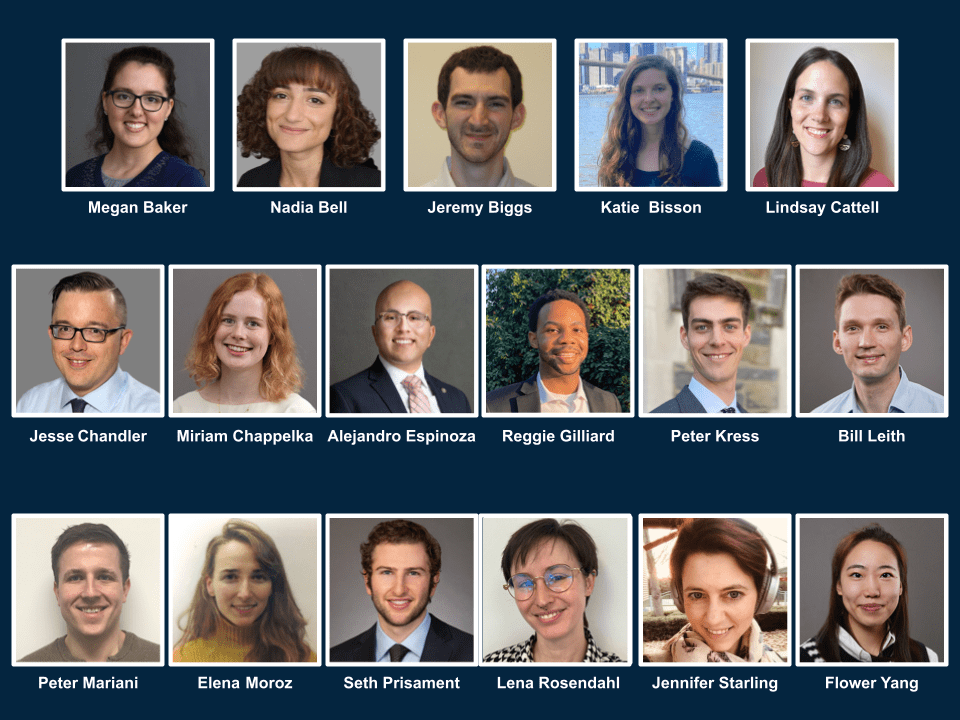 Megan Baker
Nadia Bell
Jeremy Biggs
Katie  Bisson
Lindsay Cattell
Jesse Chandler
Miriam Chappelka
Alejandro Espinoza
Reggie Gilliard
Peter Kress
Bill Leith
Peter Mariani
Elena Moroz
Seth Prisament
Lena Rosendahl
Jennifer Starling
Flower Yang